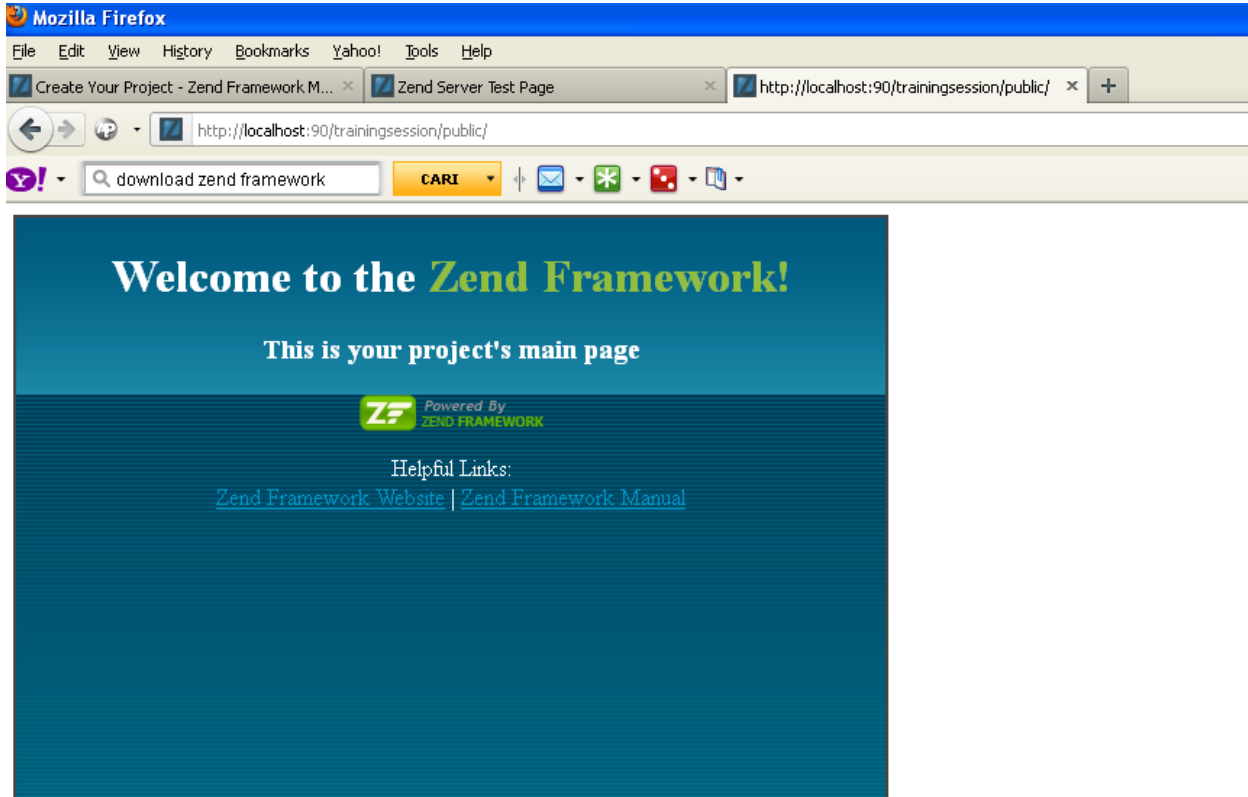 Mozilla Firefox
File Edit View History Bookmarks Yahoo! Tools Help
Create Your Project - Zend Framework M... Zend Server Test Page http://localhost:90/trainingsession/public/
http://localhost:90/trainingsession/public/
Y! download zend framework CARI
Welcome to the Zend Framework!
This is your project's main page
ZF Powered By
ZEND FRAMEWORK
Helpful Links:
Zend Framework Website | Zend Framework Manual